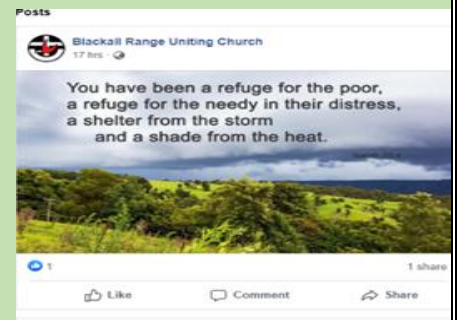 Posts
Blackall Range Uniting Church
17 hrs ·
You have been a refuge for the poor,
a refuge for the needy in their distress,
a shelter from the storm
and a shade from the heat.
1
1 share
Like
Comment
Share